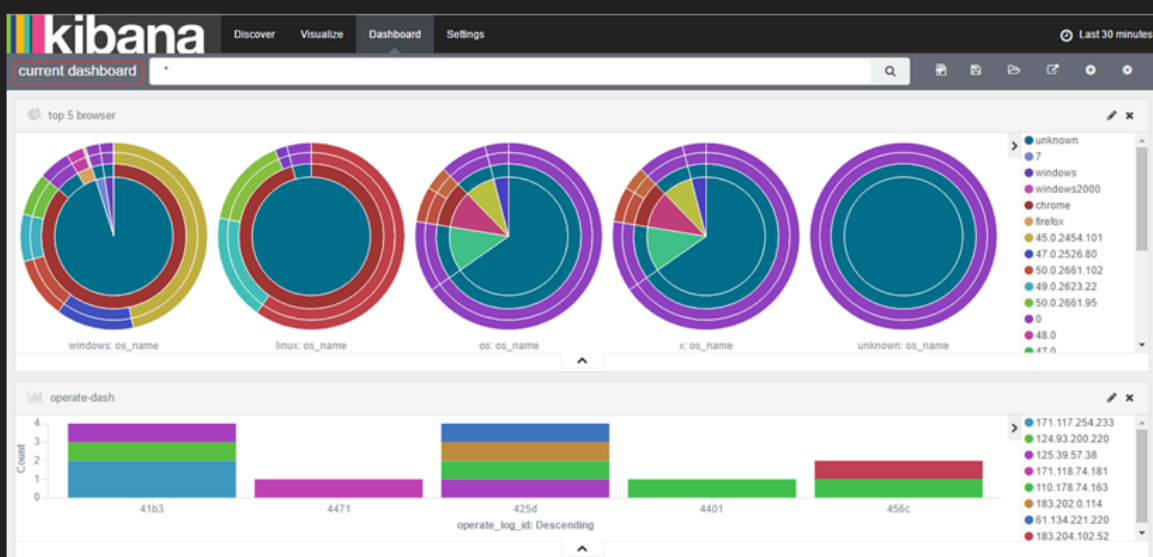 kibana
Discover Visualize Dashboard Settings Last 30 minutes
current dashboard *
top 5 browser
unknown
7
windows
windows2000
chrome
firefox
45.0.2454.101
47.0.2526.80
50.0.2661.102
49.0.2623.22
50.0.2661.95
0
48.0
47.0
windows: os_name linux: os_name os: os_name x: os_name unknown: os_name
operate-dash
Count
4
3
2
1
0
41b3 4471 425d 4401 456c
operate_log_id: Descending
171.117.254.233
124.93.200.220
125.39.57.38
171.118.74.181
110.178.74.163
183.202.0.114
61.134.221.220
183.204.102.52